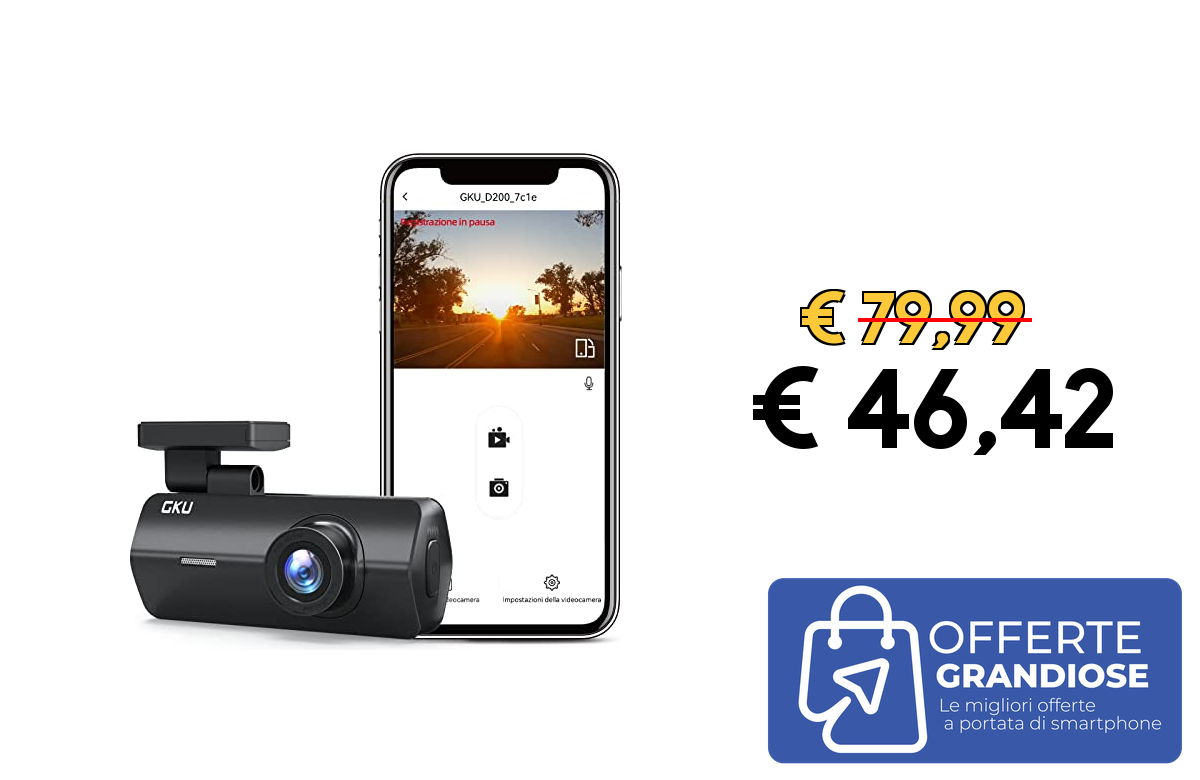 GKU_D200_7c1e
Registrazione in pausa
€ 79,99
€ 46,42
GKU
Impostazioni della videocamera
OFFERTE
GRANDIOSE
Le migliori offerte
a portata di smartphone